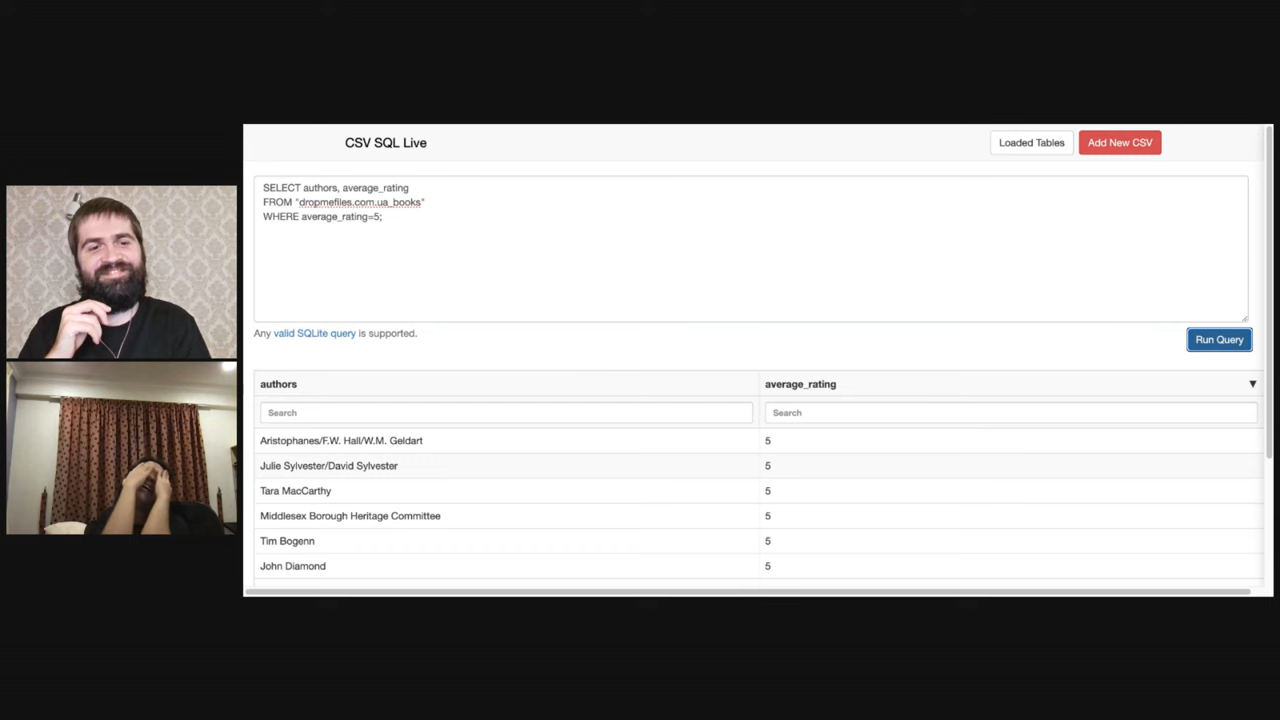 CSV SQL Live
Loaded Tables
Add New CSV
SELECT authors, average_rating
FROM "dropmefiles.com.ua_books"
WHERE average_rating=5;
Any valid SQLite query is supported.
Run Query
authors
average_rating
▼
Search
Search
Aristophanes/F.W. Hall/W.M. Geldart
5
Julie Sylvester/David Sylvester
5
Tara MacCarthy
5
Middlesex Borough Heritage Committee
5
Tim Bogenn
5
John Diamond
5